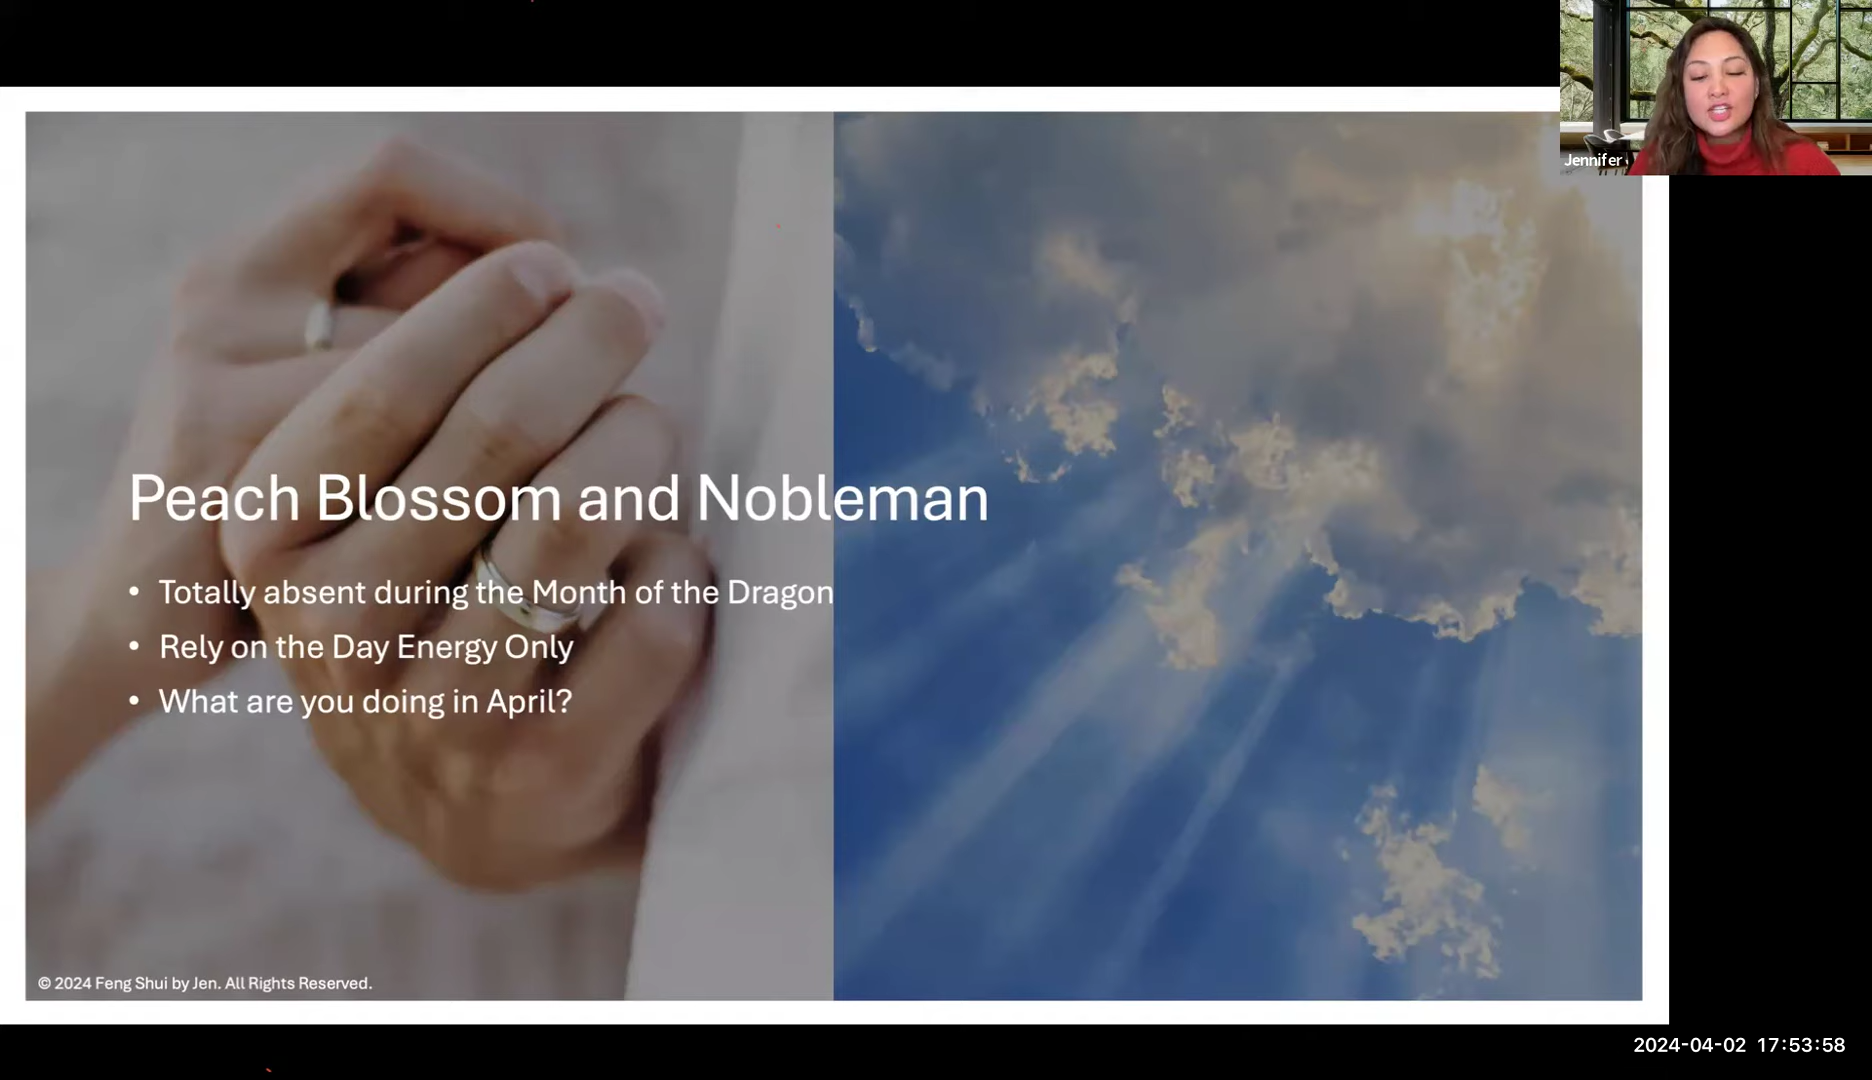 Jennifer
Peach Blossom and Nobleman
• Totally absent during the Month of the Dragon
• Rely on the Day Energy Only
• What are you doing in April?
© 2024 Feng Shui by Jen. All Rights Reserved.
2024-04-02 17:53:58